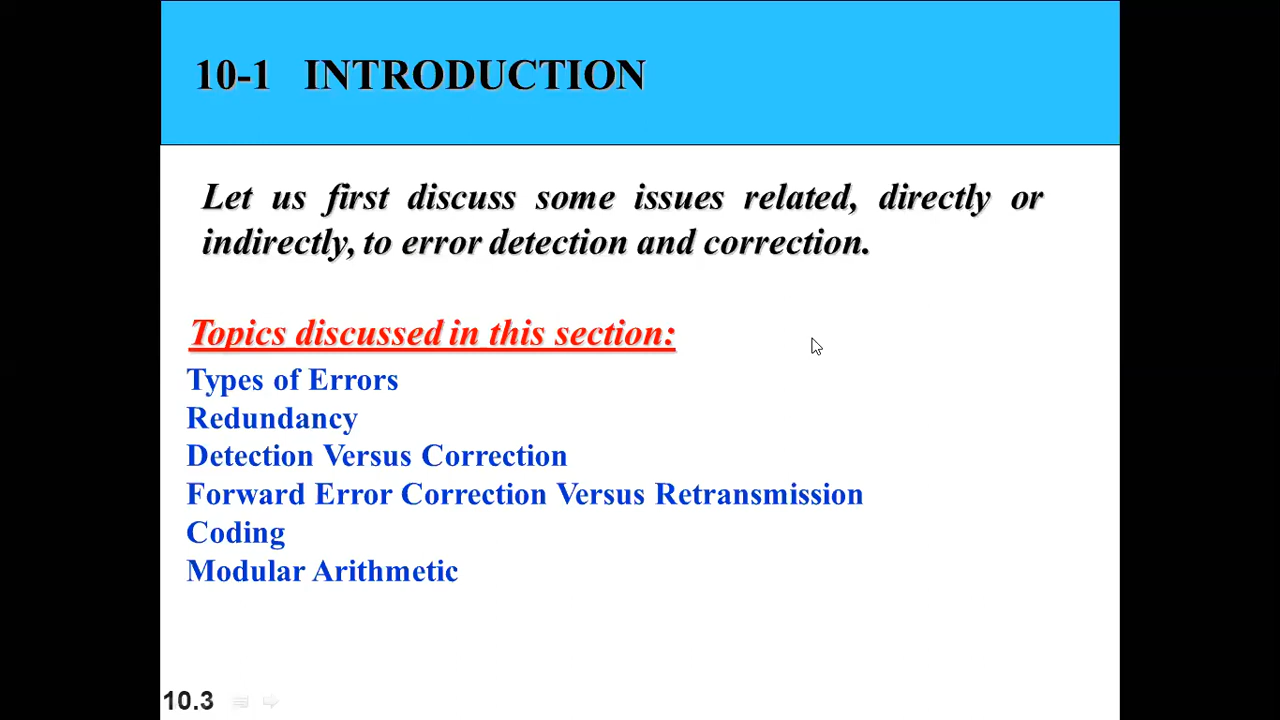 10-1 INTRODUCTION
Let us first discuss some issues related, directly or
indirectly, to error detection and correction.
Topics discussed in this section:
Types of Errors
Redundancy
Detection Versus Correction
Forward Error Correction Versus Retransmission
Coding
Modular Arithmetic
10.3